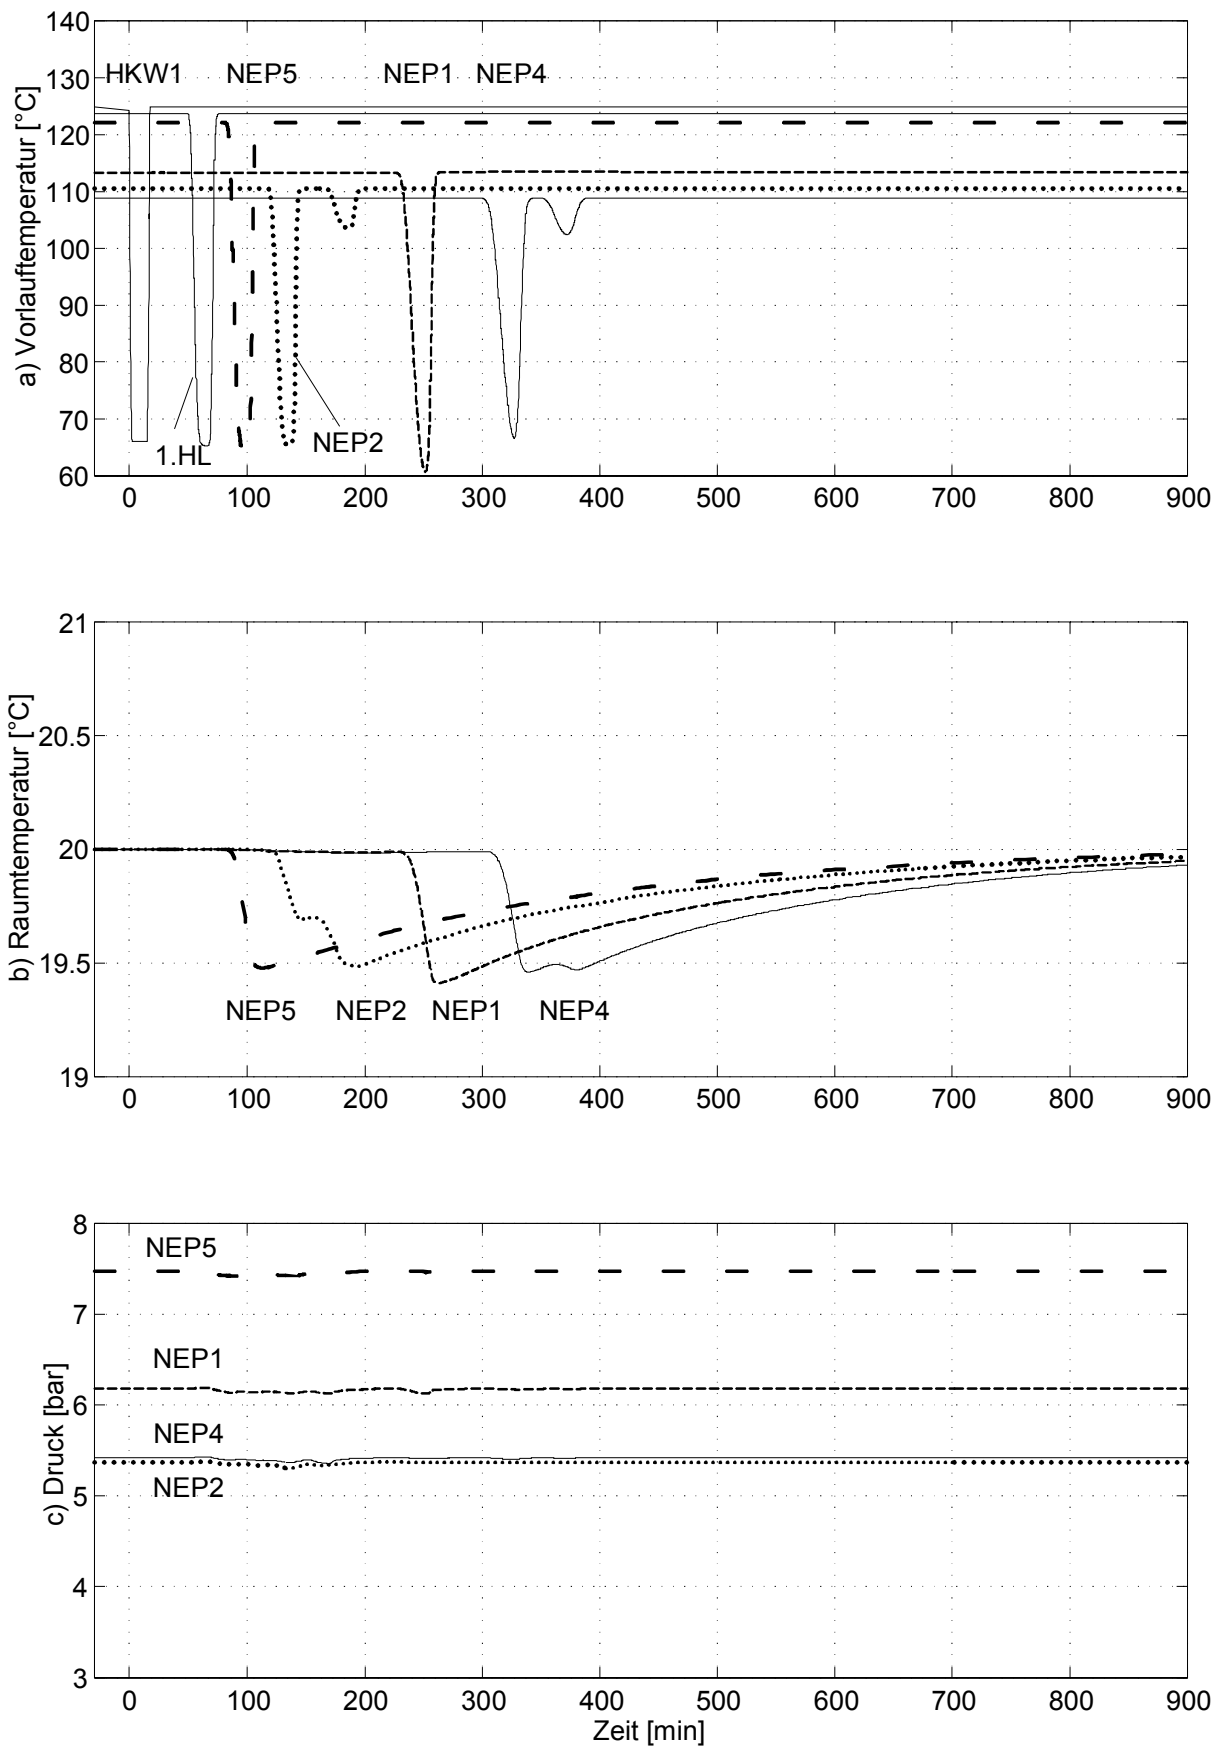 140
130
120
110
100
90
80
70
60
a) Vorlauftemperatur [°C]
HKW1 NEP5 NEP1 NEP4
NEP2
1.HL
0 100 200 300 400 500 600 700 800 900
21
20.5
20
19.5
19
b) Raumtemperatur [°C]
NEP5 NEP2 NEP1 NEP4
0 100 200 300 400 500 600 700 800 900
8
7
6
5
4
3
c) Druck [bar]
NEP5
NEP1
NEP4
NEP2
0 100 200 300 400 500 600 700 800 900
Zeit [min]